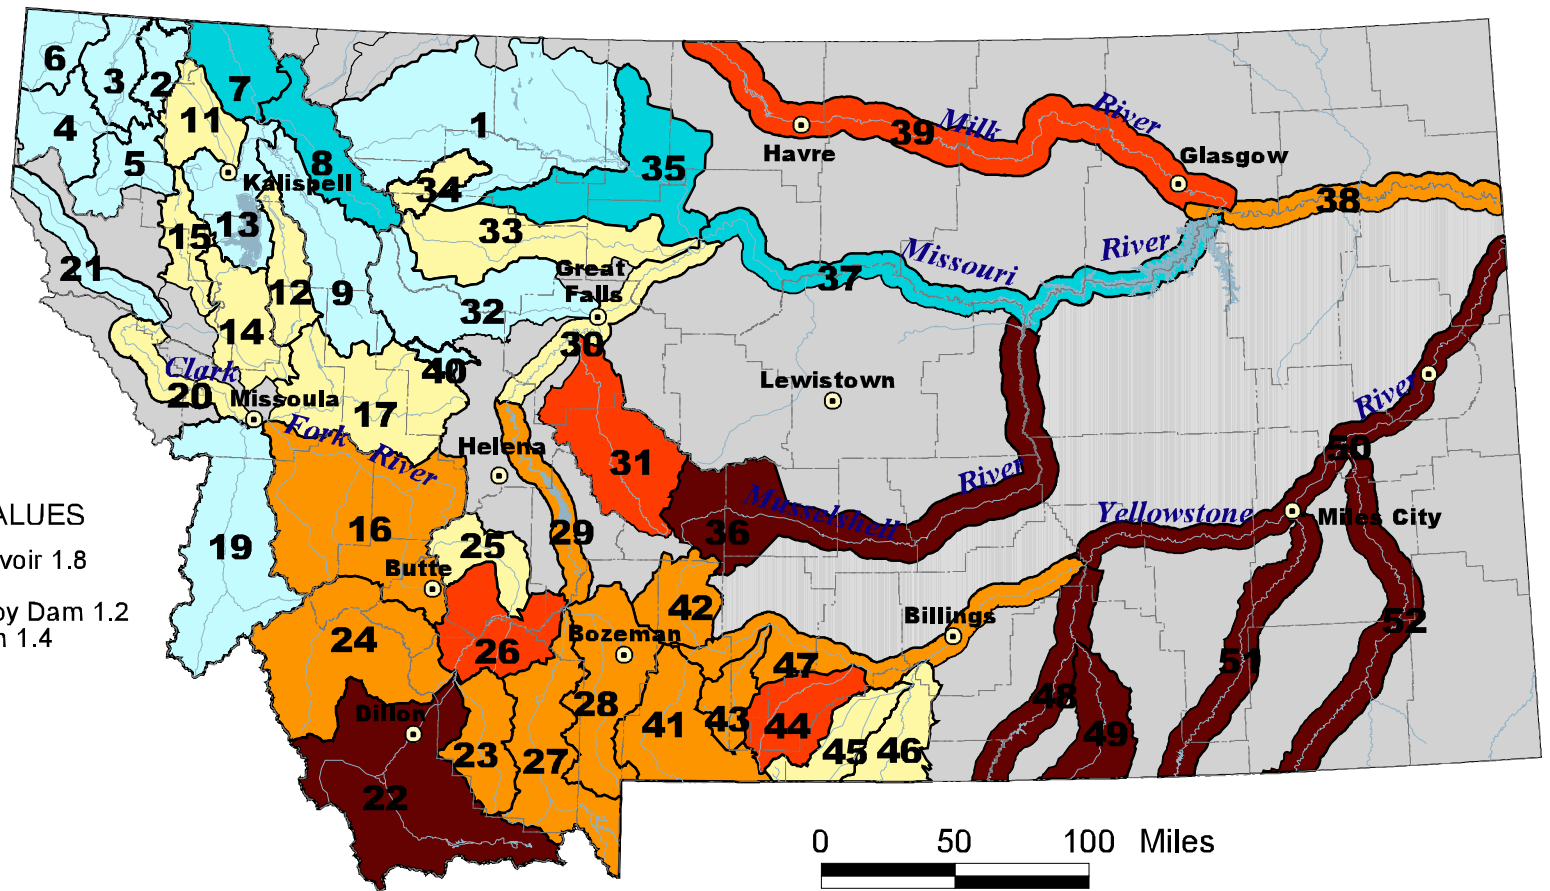 6
3
2
7
11
1
4
5
8
35
34
39
Milk
River
Havre
Glasgow
Kalispell
38
15
13
33
Missouri
River
21
12
9
Great
Falls
32
37
14
30
Clark
40
20
Missoula
17
Lewistown
River
Fork
River
Helena
31
River
50
ALUES
Musselshell
Yellowstone
Miles City
voir 1.8
19
16
25
29
36
Butte
oy Dam 1.2
n 1.4
42
Billings
52
24
26
Bozeman
47
51
Dillon
28
41
43
44
48
49
23
27
45
46
22
0 50 100 Miles